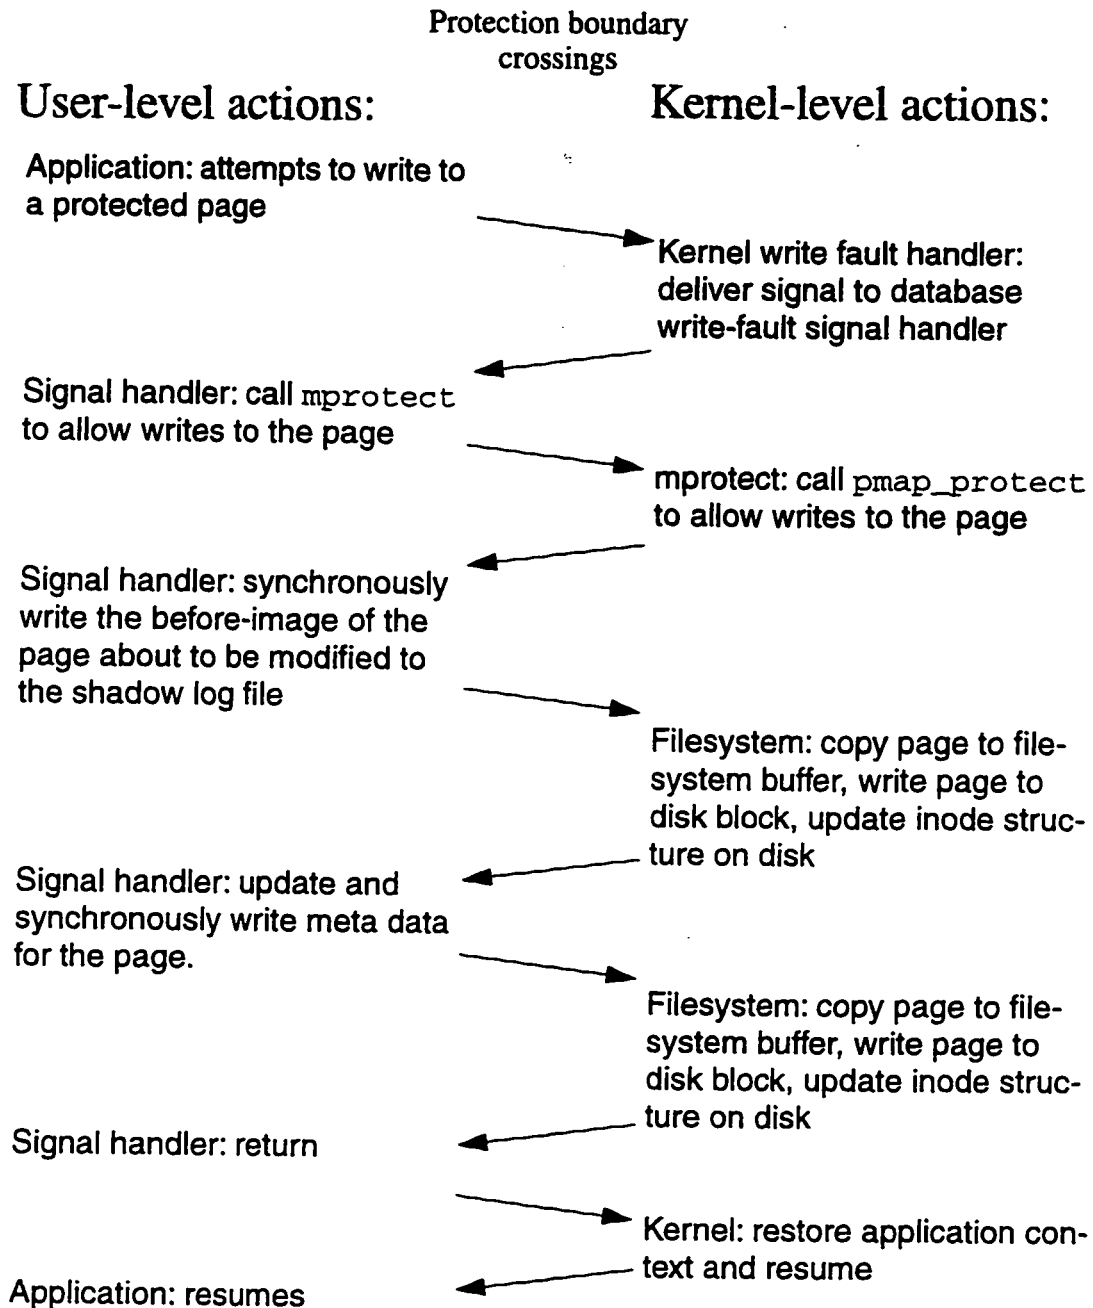 Protection boundary
crossings
User-level actions:
Kernel-level actions:
Application: attempts to write to
a protected page
Kernel write fault handler:
deliver signal to database
write-fault signal handler
Signal handler: call mprotect
to allow writes to the page
mprotect: call pmap_protect
to allow writes to the page
Signal handler: synchronously
write the before-image of the
page about to be modified to
the shadow log file
Filesystem: copy page to file-
system buffer, write page to
disk block, update inode struc-
ture on disk
Signal handler: update and
synchronously write meta data
for the page.
Filesystem: copy page to file-
system buffer, write page to
disk block, update inode struc-
ture on disk
Signal handler: return
Kernel: restore application con-
text and resume
Application: resumes